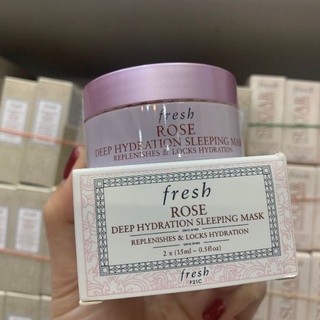 fresh
ROSE
DEEP HYDRATION SLEEPING MASK
REPLENISHES & LOCKS HYDRATION
fresh
ROSE
DEEP HYDRATION SLEEPING MASK
REPLENISHES & LOCKS HYDRATION
2 x (15ml - 0.5fl oz)
fresh